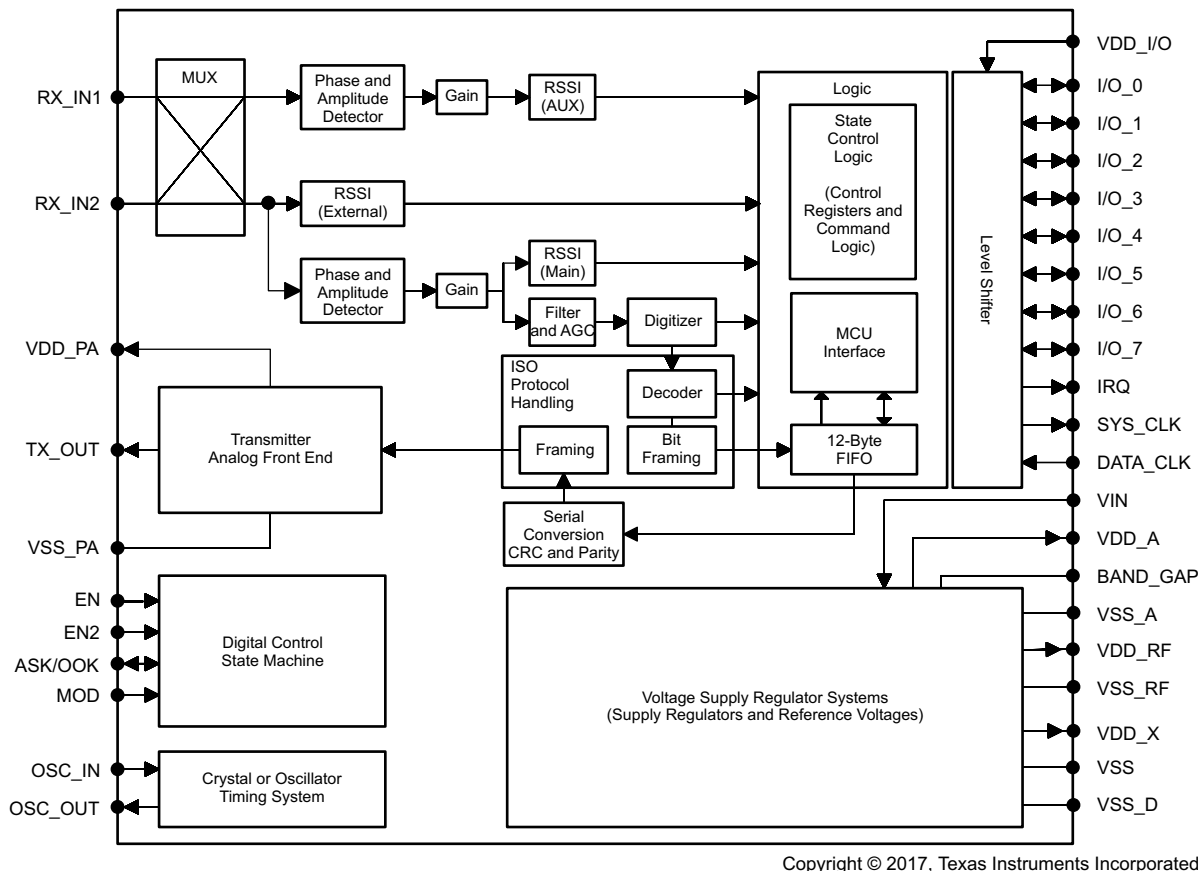 RX_IN1
RX_IN2
VDD_PA
TX_OUT
VSS_PA
EN
EN2
ASK/OOK
MOD
OSC_IN
OSC_OUT
MUX
Phase and
Amplitude
Detector
Gain
RSSI
(AUX)
RSSI
(External)
Phase and
Amplitude
Detector
Gain
RSSI
(Main)
Filter
and AGC
Digitizer
ISO
Protocol
Handling
Decoder
Framing
Bit
Framing
Serial
Conversion
CRC and Parity
Transmitter
Analog Front End
Digital Control
State Machine
Crystal or Oscillator
Timing System
Logic
State
Control
Logic
(Control
Registers and
Command
Logic)
MCU
Interface
12-Byte
FIFO
Level Shifter
Voltage Supply Regulator Systems
(Supply Regulators and Reference Voltages)
VDD_I/O
I/O_0
I/O_1
I/O_2
I/O_3
I/O_4
I/O_5
I/O_6
I/O_7
IRQ
SYS_CLK
DATA_CLK
VIN
VDD_A
BAND_GAP
VSS_A
VDD_RF
VSS_RF
VDD_X
VSS
VSS_D
Copyright © 2017, Texas Instruments Incorporated